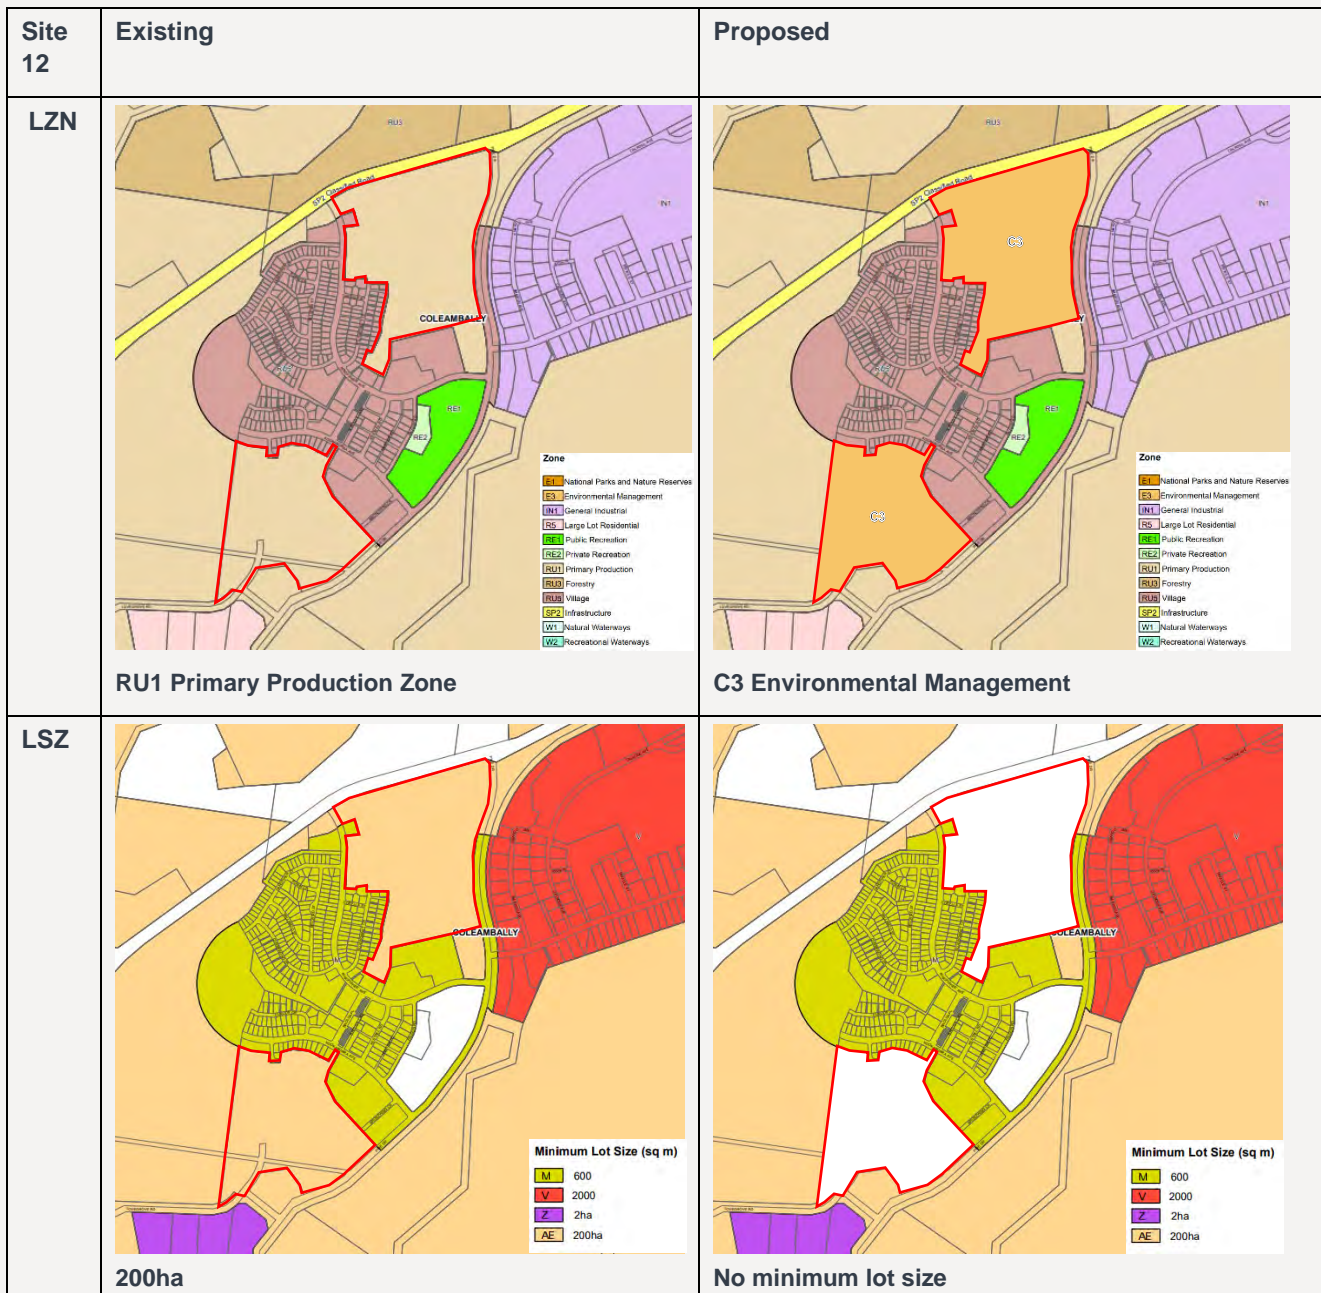 Site
12
Existing
Proposed
LZN
RU3
SP2 Classified Road
IN1
COLEAMBALLY
RE1
RE2
Zone
E1 National Parks and Nature Reserves
E3 Environmental Management
IN1 General Industrial
R5 Large Lot Residential
RE1 Public Recreation
RE2 Private Recreation
RU1 Primary Production
RU3 Forestry
RU5 Village
SP2 Infrastructure
W1 Natural Waterways
W2 Recreational Waterways
RU1 Primary Production Zone
RU3
SP2 Classified Road
C3
IN1
LY
RE1
RE2
C3
Zone
E1 National Parks and Nature Reserves
E3 Environmental Management
IN1 General Industrial
R5 Large Lot Residential
RE1 Public Recreation
RE2 Private Recreation
RU1 Primary Production
RU3 Forestry
RU5 Village
SP2 Infrastructure
W1 Natural Waterways
W2 Recreational Waterways
C3 Environmental Management
LSZ
V
COLEAMBALLY
M
Minimum Lot Size (sq m)
M 600
V 2000
Z 2ha
AE 200ha
200ha
V
COLEAMBALLY
M
Minimum Lot Size (sq m)
M 600
V 2000
Z 2ha
AE 200ha
No minimum lot size